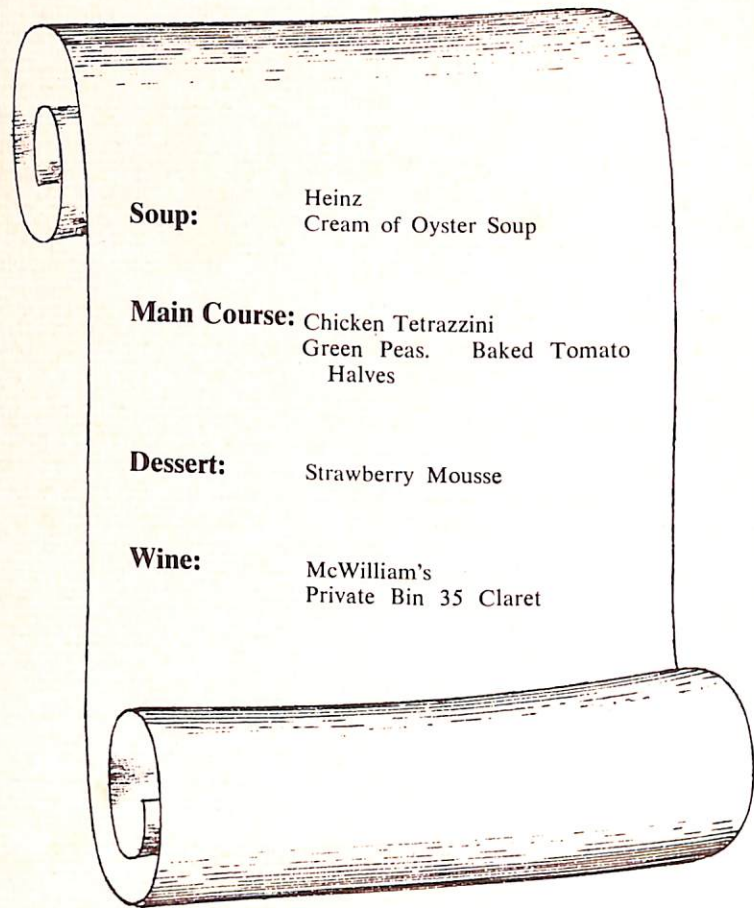 Soup: Heinz
Cream of Oyster Soup
Main Course: Chicken Tetrazzini
Green Peas. Baked Tomato
Halves
Dessert: Strawberry Mousse
Wine: McWilliam's
Private Bin 35 Claret